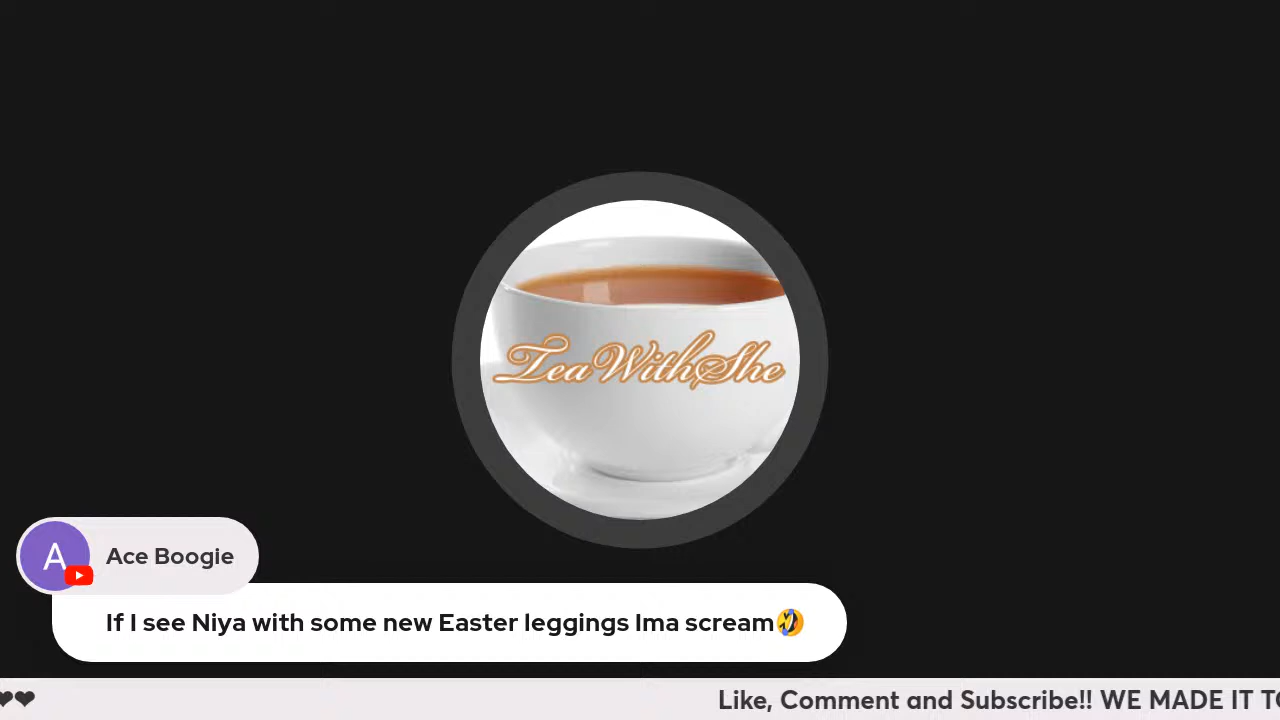 TeaWithShe
A
Ace Boogie
If I see Niya with some new Easter leggings Ima scream🤣
❤❤ Like, Comment and Subscribe!! WE MADE IT